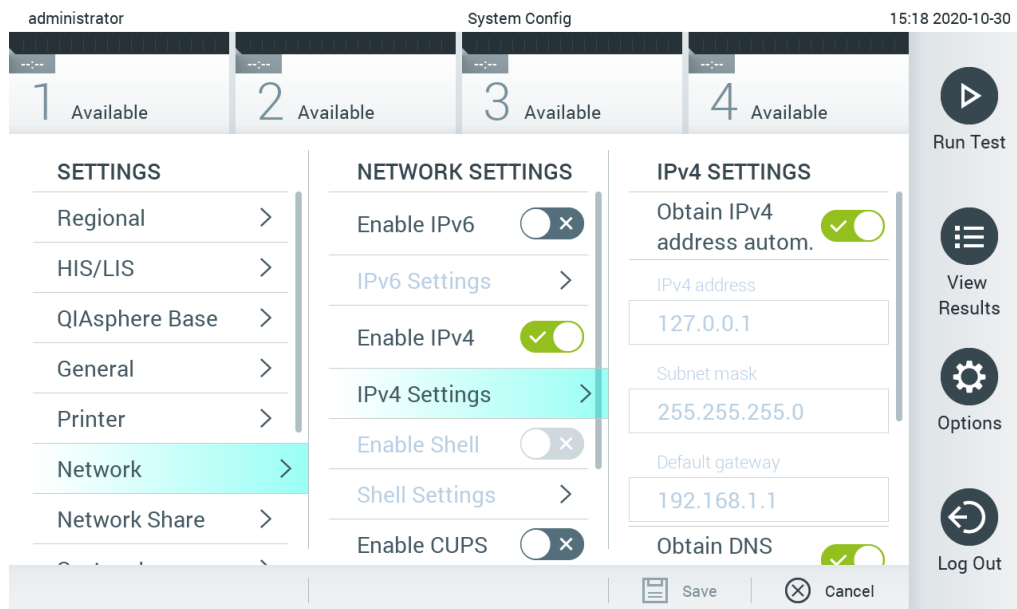 administrator
System Config
15:18 2020-10-30
--:--
--:--
--:--
--:--
1 Available
2 Available
3 Available
4 Available
Run Test
View
Results
Options
Log Out
SETTINGS
Regional
HIS/LIS
QIAsphere Base
General
Printer
Network
Network Share
NETWORK SETTINGS
Enable IPv6
IPv6 Settings
Enable IPv4
IPv4 Settings
Enable Shell
Shell Settings
Enable CUPS
IPv4 SETTINGS
Obtain IPv4
address autom.
IPv4 address
127.0.0.1
Subnet mask
255.255.255.0
Default gateway
192.168.1.1
Obtain DNS
Save
Cancel